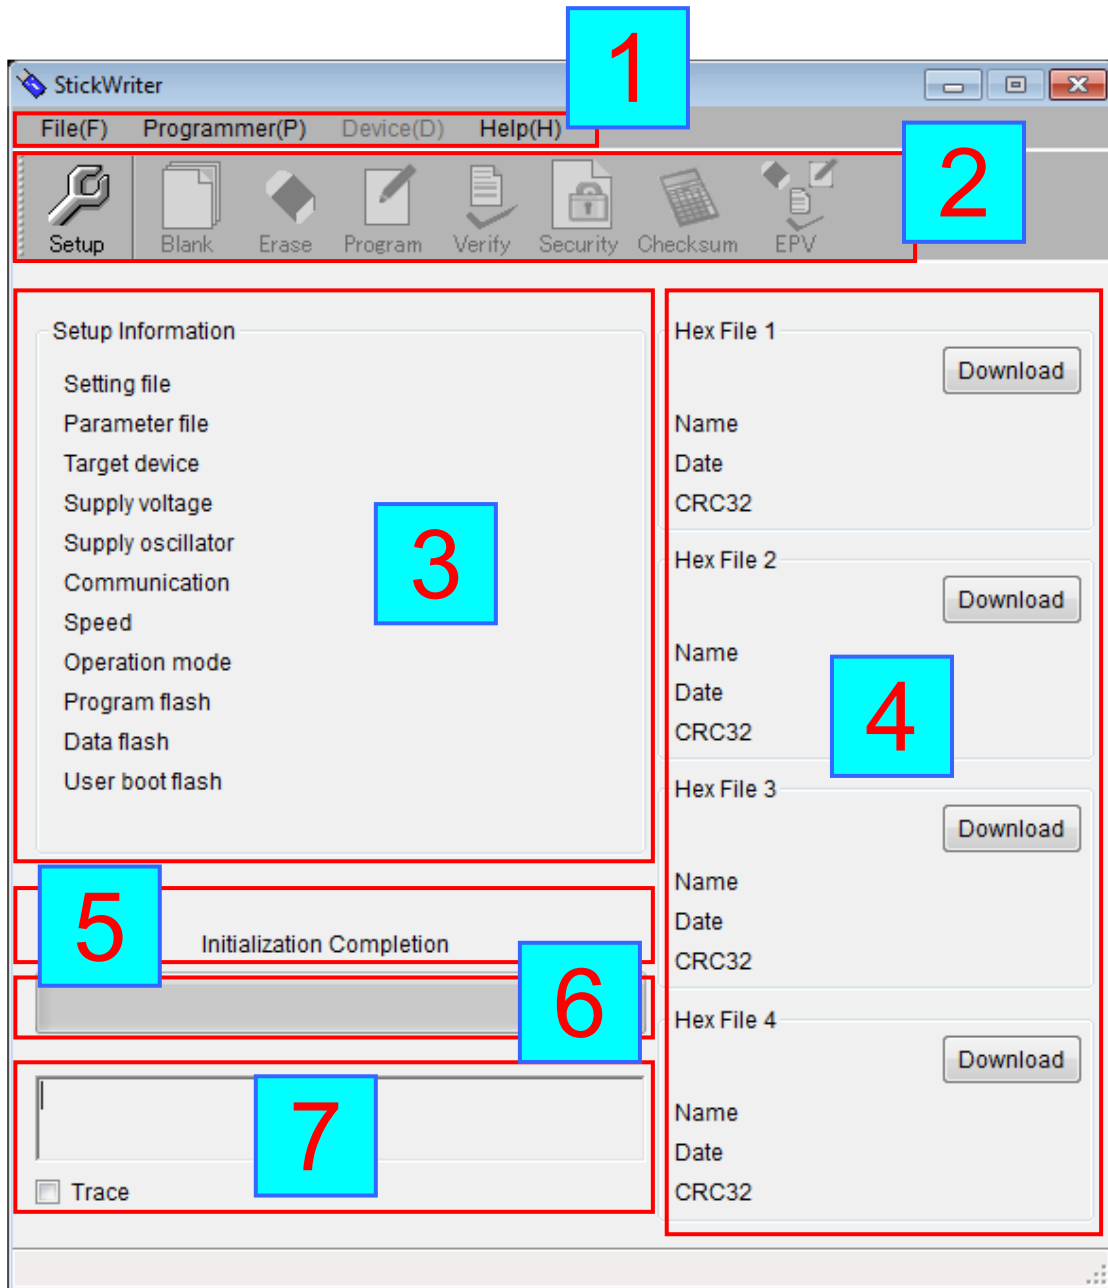 1
StickWriter
File(F) Programmer(P) Device(D) Help(H)
2
Setup Blank Erase Program Verify Security Checksum EPV
Setup Information
Setting file
Parameter file
Target device
Supply voltage
Supply oscillator
Communication
Speed
Operation mode
Program flash
Data flash
User boot flash
3
Hex File 1
Download
Name
Date
CRC32
Hex File 2
Download
Name
Date
CRC32
4
Hex File 3
Download
Name
Date
CRC32
Hex File 4
Download
Name
Date
CRC32
5
Initialization Completion
6
7
Trace